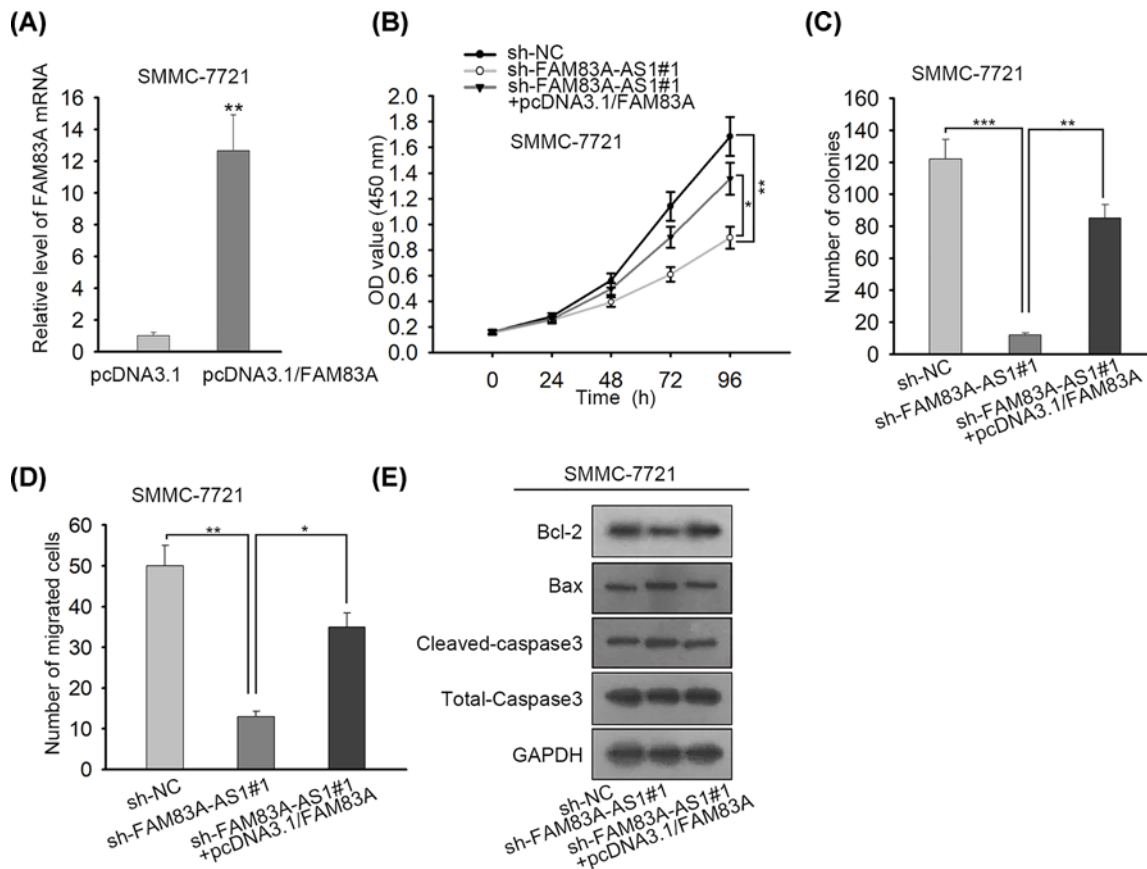 (A)
SMMC-7721
**
Relative level of FAM83A mRNA
16
14
12
10
8
6
4
2
0
pcDNA3.1
pcDNA3.1/FAM83A
(B)
sh-NC
sh-FAM83A-AS1#1
sh-FAM83A-AS1#1
+pcDNA3.1/FAM83A
SMMC-7721
OD value (450 nm)
2.0
1.8
1.6
1.4
1.2
1.0
0.8
0.6
0.4
0.2
0.0
*
**
0 24 48 72 96
Time (h)
(C)
SMMC-7721
Number of colonies
160
140
120
100
80
60
40
20
0
***
**
sh-NC
sh-FAM83A-AS1#1
sh-FAM83A-AS1#1
+pcDNA3.1/FAM83A
(D)
SMMC-7721
Number of migrated cells
60
50
40
30
20
10
0
**
*
sh-NC
sh-FAM83A-AS1#1
sh-FAM83A-AS1#1
+pcDNA3.1/FAM83A
(E)
SMMC-7721
Bcl-2
Bax
Cleaved-caspase3
Total-Caspase3
GAPDH
sh-NC
sh-FAM83A-AS1#1
sh-FAM83A-AS1#1
+pcDNA3.1/FAM83A